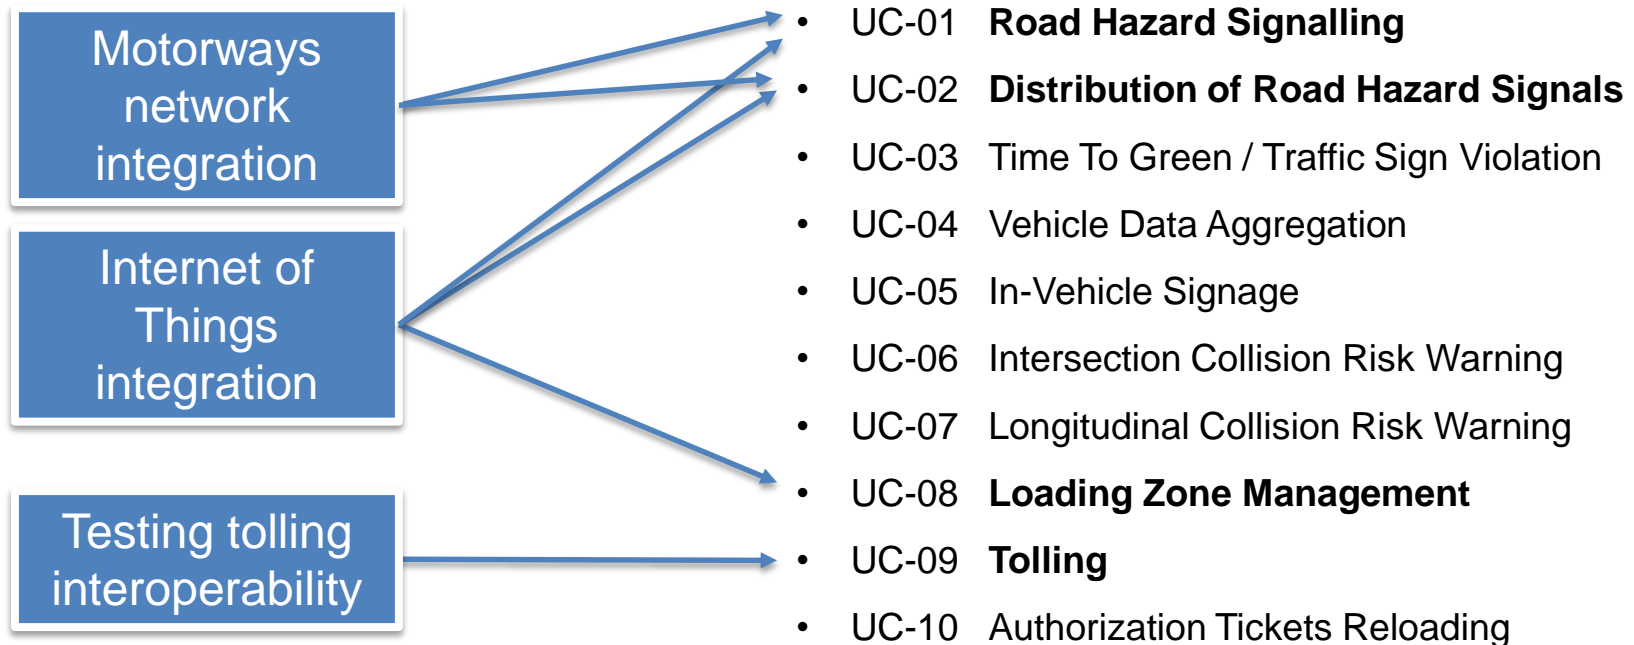 Motorways
network
integration
Internet of
Things
integration
Testing tolling
interoperability
• UC-01 Road Hazard Signalling
• UC-02 Distribution of Road Hazard Signals
• UC-03 Time To Green / Traffic Sign Violation
• UC-04 Vehicle Data Aggregation
• UC-05 In-Vehicle Signage
• UC-06 Intersection Collision Risk Warning
• UC-07 Longitudinal Collision Risk Warning
• UC-08 Loading Zone Management
• UC-09 Tolling
• UC-10 Authorization Tickets Reloading